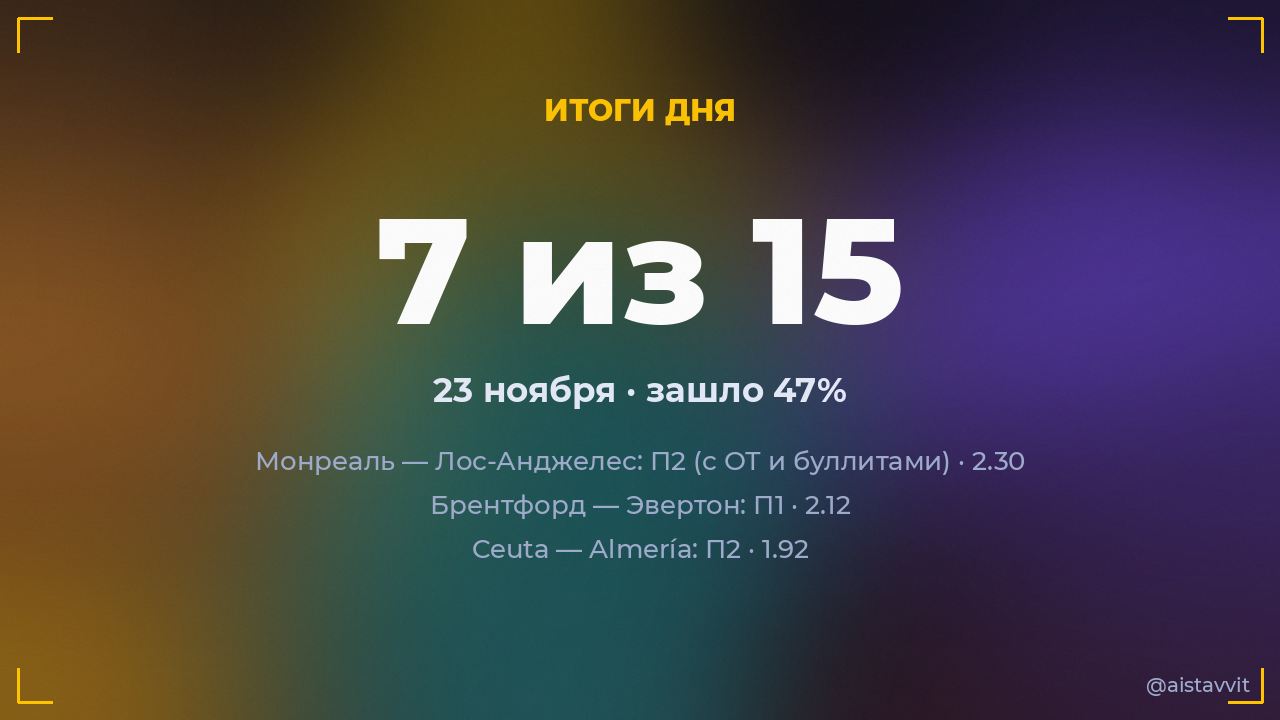 ИТОГИ ДНЯ
7 из 15
23 ноября · зашло 47%
Монреаль — Лос-Анджелес: П2 (с ОТ и буллитами) · 2.30
Брентфорд — Эвертон: П1 · 2.12
Ceuta — Almería: П2 · 1.92
@aistavvit